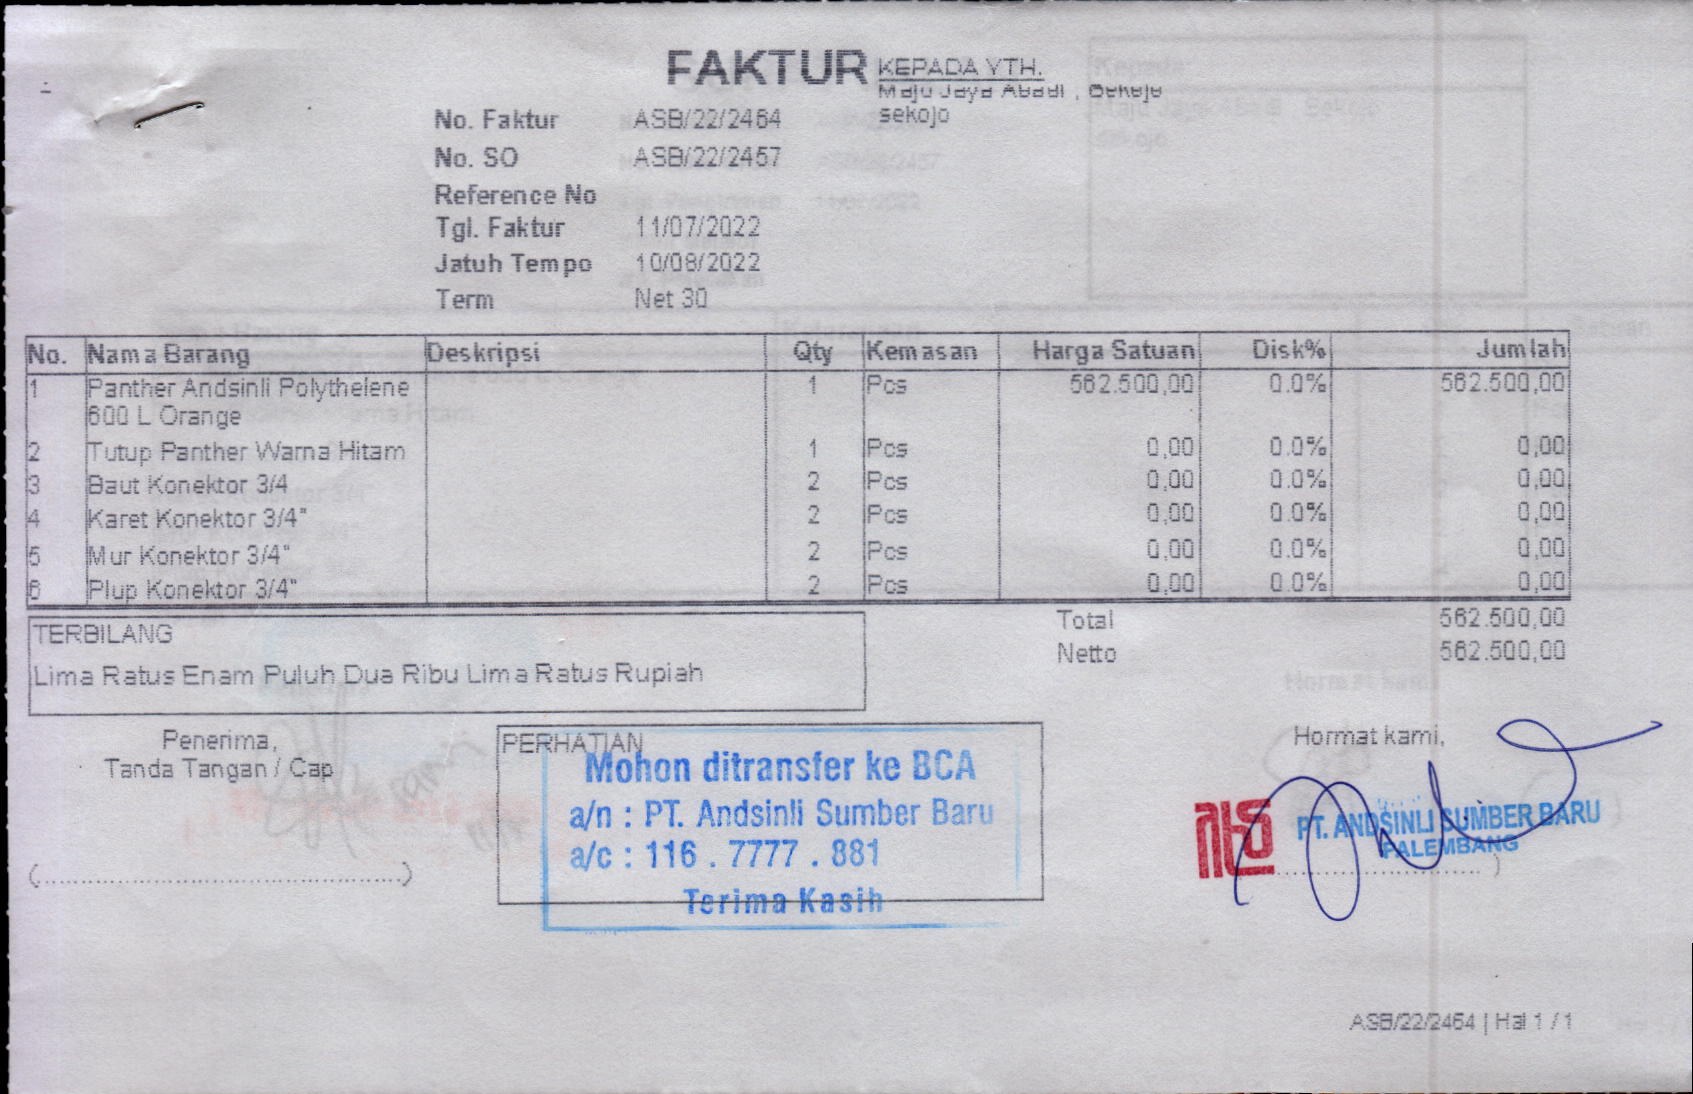 FAKTUR
KEPADA YTH.
Maju Jaya Abadi , Sekojo
sekojo
No. Faktur ASB/22/2464
No. SO ASB/22/2457
Reference No
Tgl. Faktur 11/07/2022
Jatuh Tempo 10/08/2022
Term Net 30
No. Nama Barang Deskripsi Qty Kemasan Harga Satuan Disk% Jumlah
1 Panther Andsinli Polythelene 1 Pcs 562.500,00 0.0% 562.500,00
600 L Orange
2 Tutup Panther Warna Hitam 1 Pcs 0,00 0.0% 0,00
3 Baut Konektor 3/4 2 Pcs 0,00 0.0% 0,00
4 Karet Konektor 3/4" 2 Pcs 0,00 0.0% 0,00
5 Mur Konektor 3/4" 2 Pcs 0,00 0.0% 0,00
6 Plup Konektor 3/4" 2 Pcs 0,00 0.0% 0,00
Total 562.500,00
Netto 562.500,00
TERBILANG
Lima Ratus Enam Puluh Dua Ribu Lima Ratus Rupiah
Penerima,
Tanda Tangan / Cap
(..................................................)
PERHATIAN
Mohon ditransfer ke BCA
a/n : PT. Andsinli Sumber Baru
a/c : 116 . 7777 . 881
Terima Kasih
Hormat kami,
PT. ANDSINLI SUMBER BARU
PALEMBANG
ASB/22/2464 | Hal 1 / 1